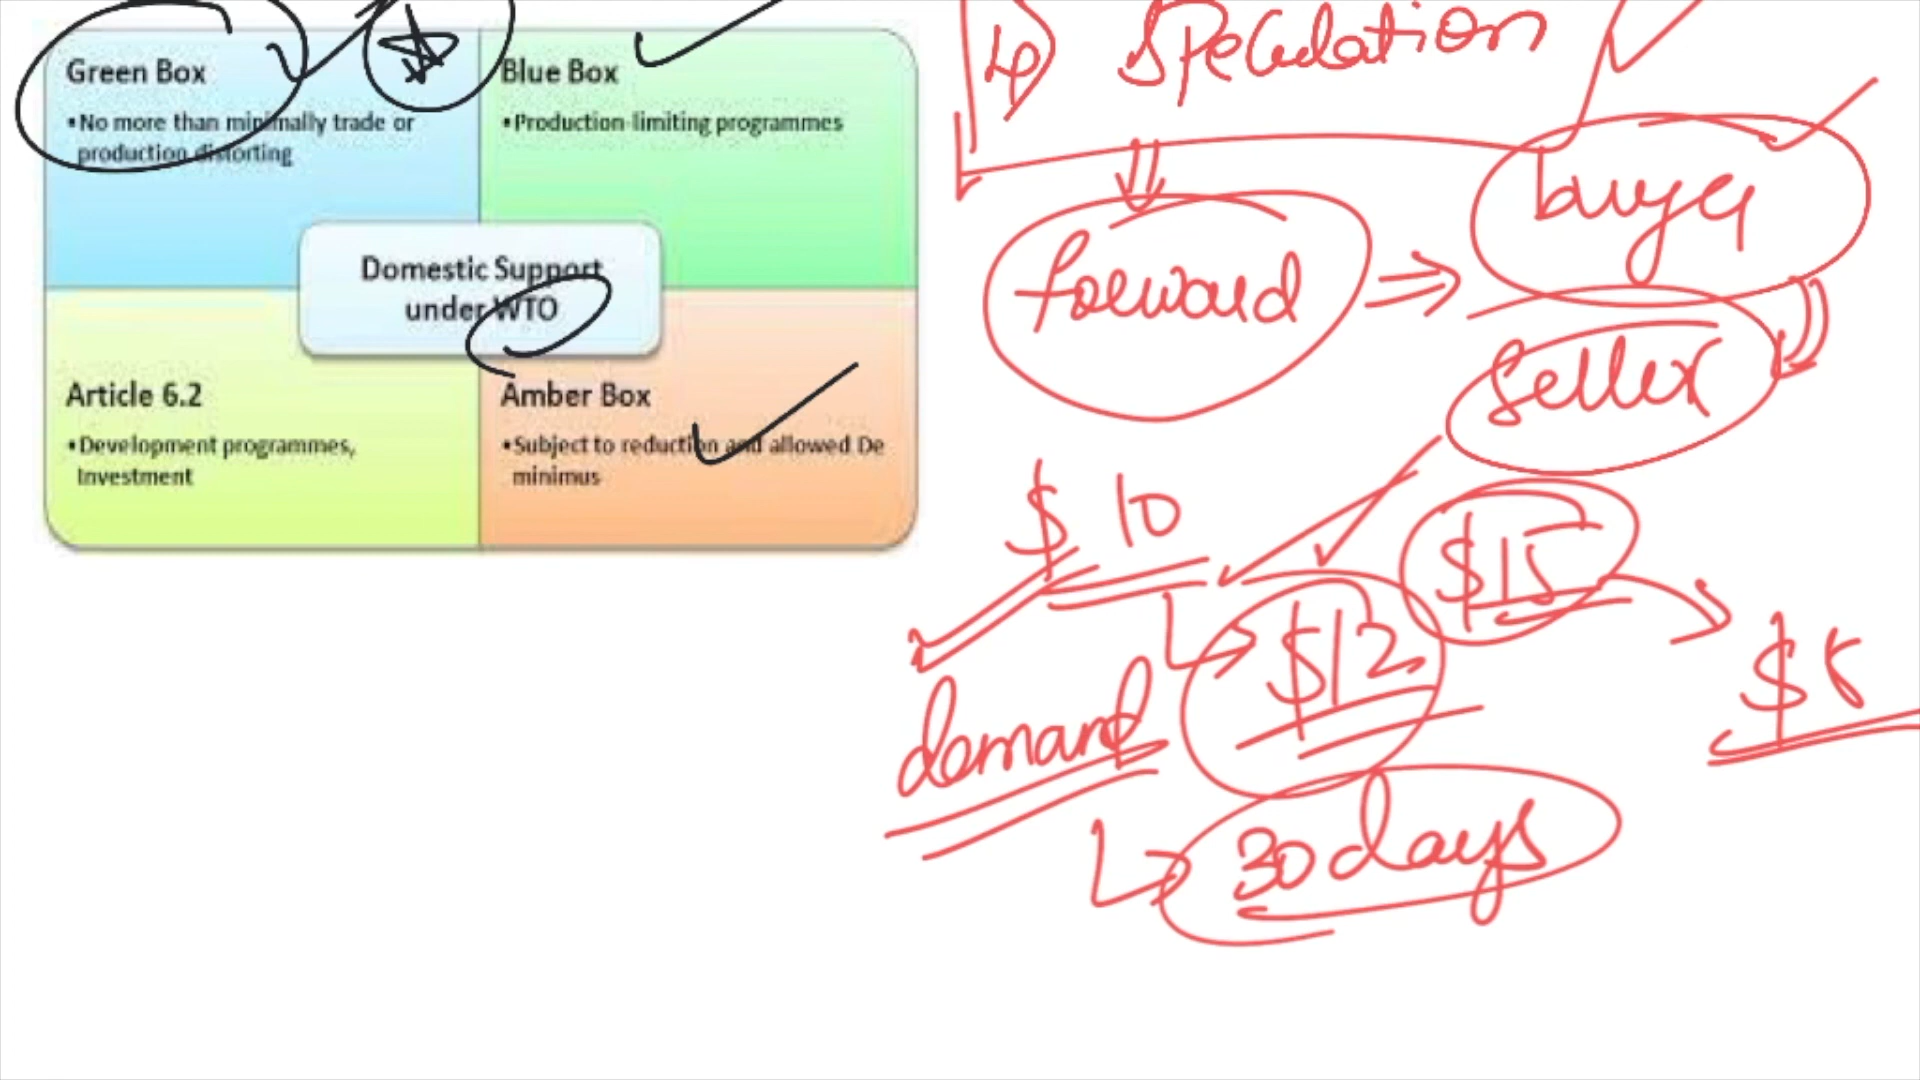 Green Box
•No more than minimally trade or
production distorting
Blue Box
•Production-limiting programmes
Domestic Support
under WTO
Article 6.2
•Development programmes,
Investment
Amber Box
•Subject to reduction and allowed De
minimus
4) Speculation
forward
buyer
seller
$ 10
$15
$12
$8
demand
30 days